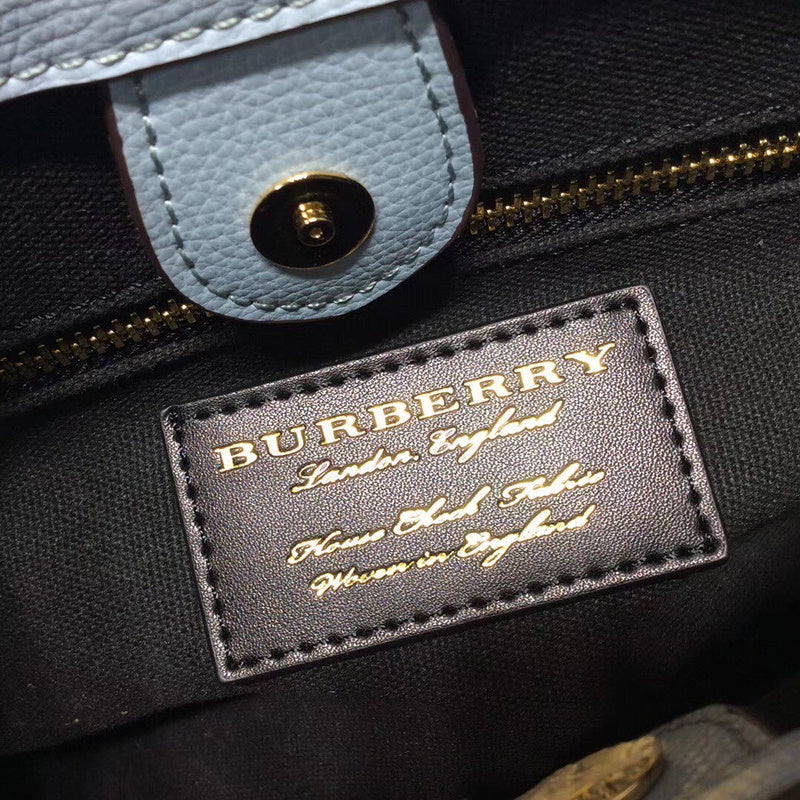 BURBERRY
London, England
House Check Fabric
Woven in England